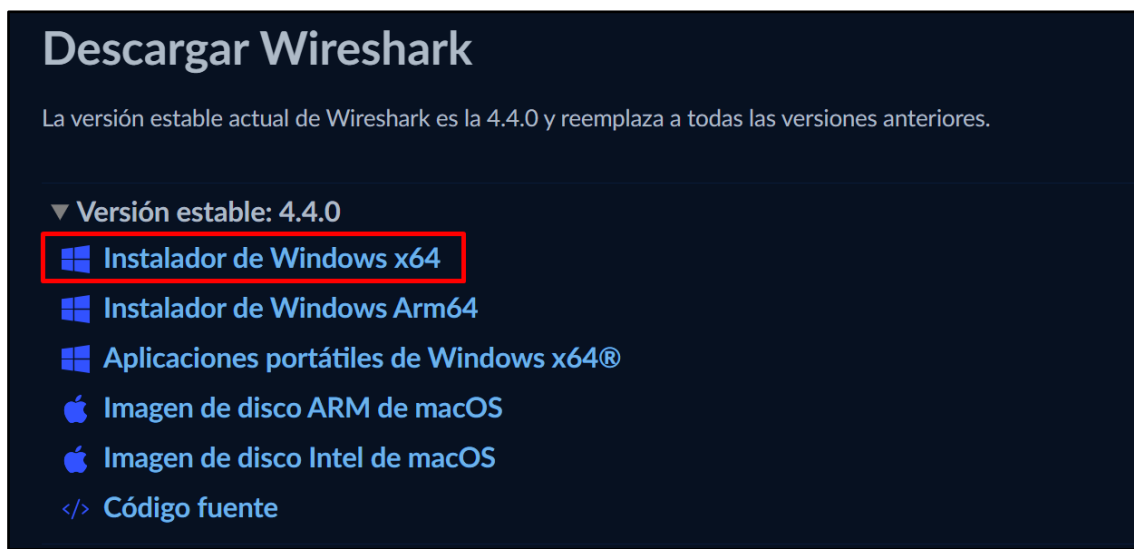 Descargar Wireshark
La versión estable actual de Wireshark es la 4.4.0 y reemplaza a todas las versiones anteriores.
Versión estable: 4.4.0
Instalador de Windows x64
Instalador de Windows Arm64
Aplicaciones portátiles de Windows x64®
Imagen de disco ARM de macOS
Imagen de disco Intel de macOS
</> Código fuente